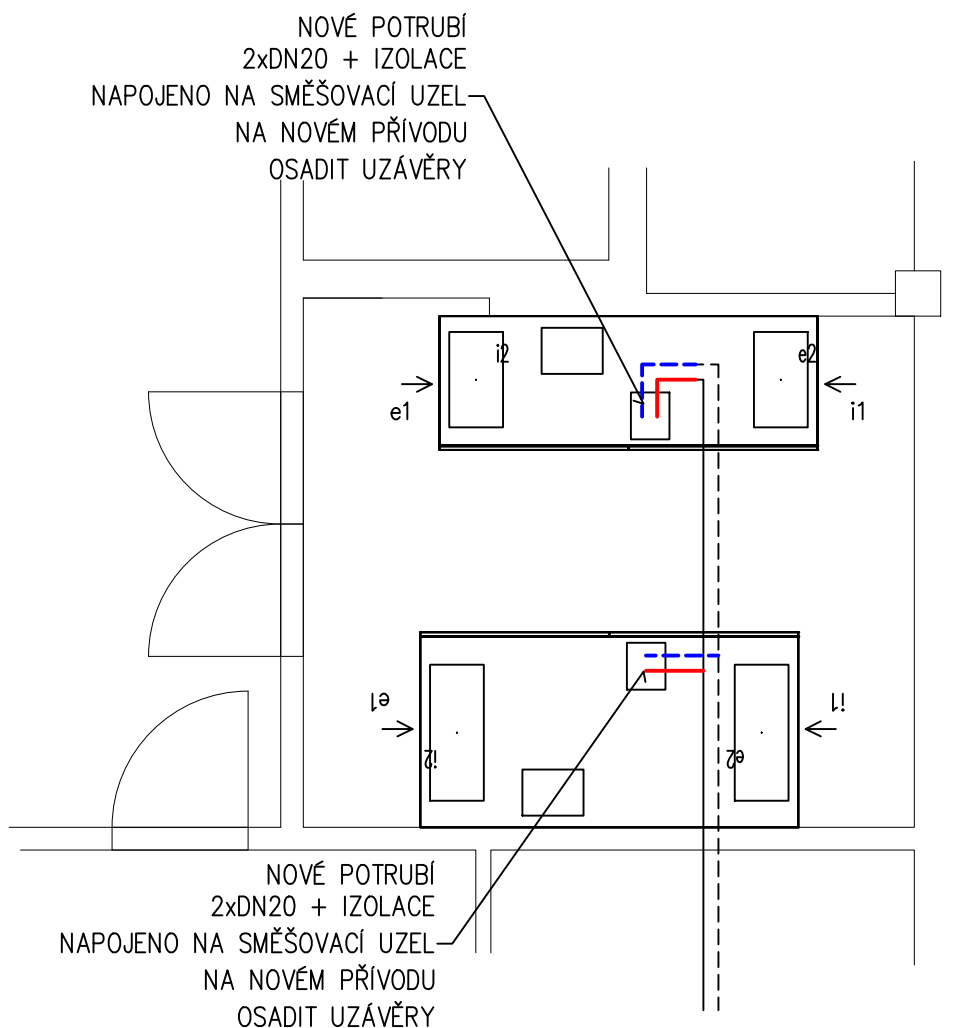 NOVÉ POTRUBÍ
2xDN20 + IZOLACE
NAPOJENO NA SMĚŠOVACÍ UZEL
NA NOVÉM PŘÍVODU
OSADIT UZÁVĚRY
i2
e2
e1
i1
e1
i1
i2
e2
NOVÉ POTRUBÍ
2xDN20 + IZOLACE
NAPOJENO NA SMĚŠOVACÍ UZEL
NA NOVÉM PŘÍVODU
OSADIT UZÁVĚRY